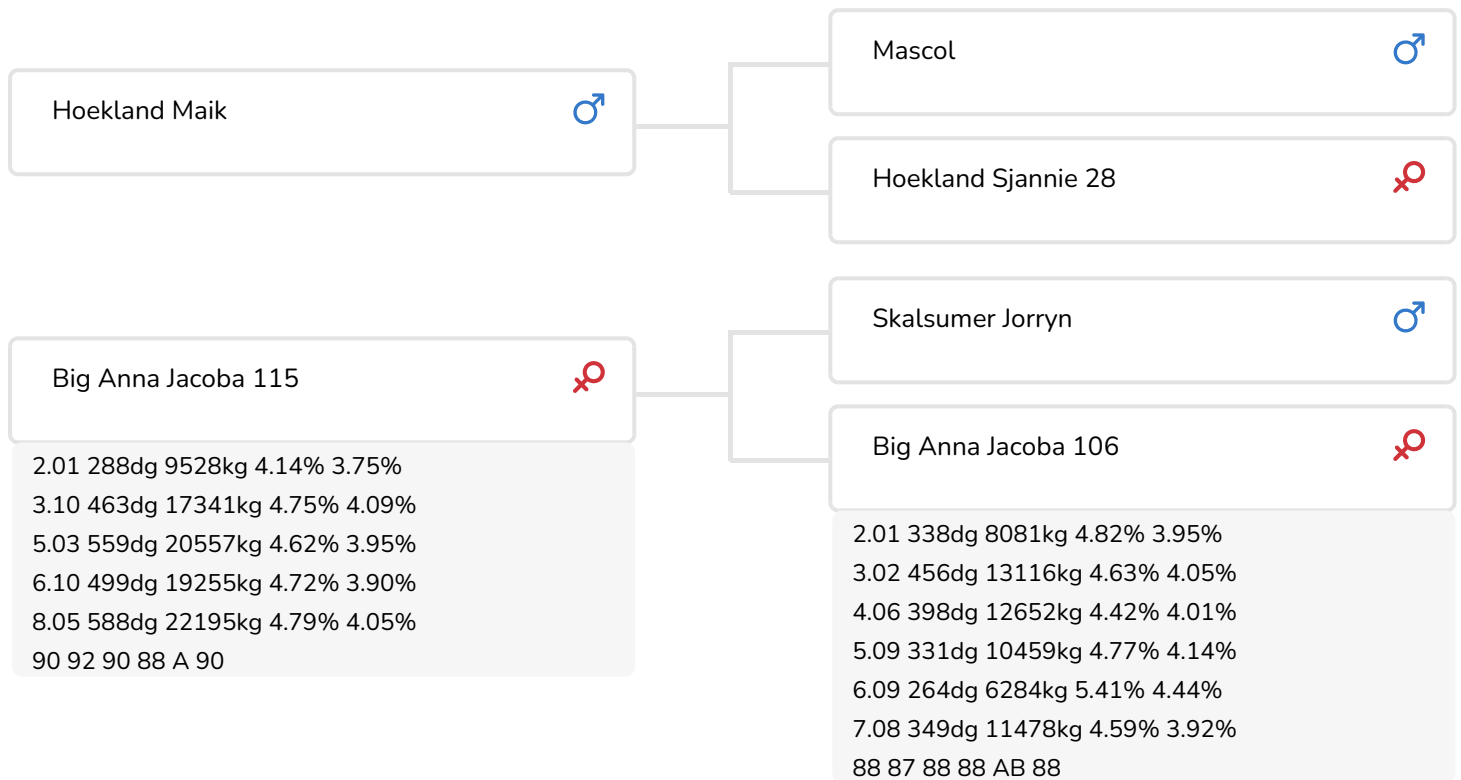 Hoekland Maik
Mascol
Hoekland Sjannie 28
Big Anna Jacoba 115
2.01 288dg 9528kg 4.14% 3.75%
3.10 463dg 17341kg 4.75% 4.09%
5.03 559dg 20557kg 4.62% 3.95%
6.10 499dg 19255kg 4.72% 3.90%
8.05 588dg 22195kg 4.79% 4.05%
90 92 90 88 A 90
Skalsumer Jorryn
Big Anna Jacoba 106
2.01 338dg 8081kg 4.82% 3.95%
3.02 456dg 13116kg 4.63% 4.05%
4.06 398dg 12652kg 4.42% 4.01%
5.09 331dg 10459kg 4.77% 4.14%
6.09 264dg 6284kg 5.41% 4.44%
7.08 349dg 11478kg 4.59% 3.92%
88 87 88 88 AB 88